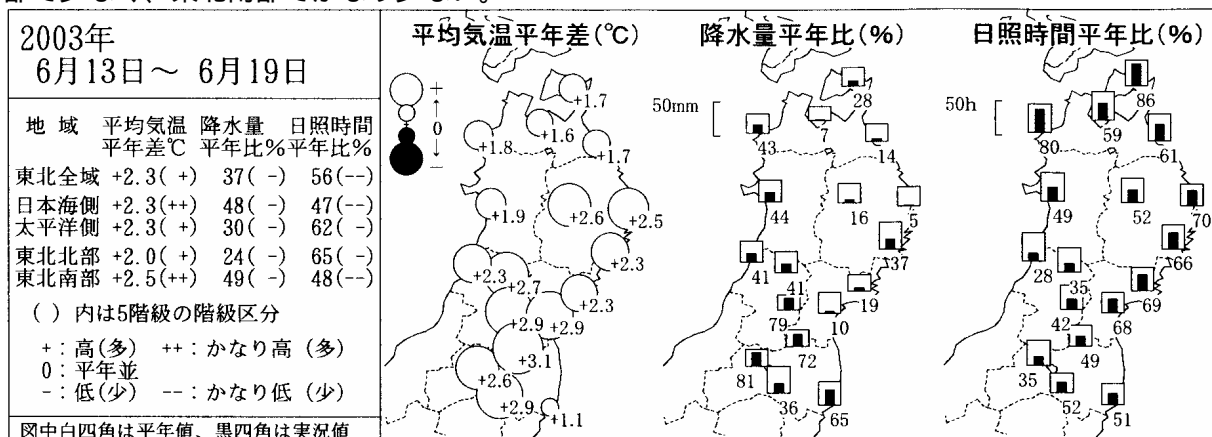 2003年
6月13日~ 6月19日
地 域 平均気温 降水量 日照時間
平年差℃ 平年比% 平年比%
東北全域 +2.3( +) 37( -) 56(--)
日本海側 +2.3(++) 48( -) 47(--)
太平洋側 +2.3( +) 30( -) 62( -)
東北北部 +2.0( +) 24( -) 65( -)
東北南部 +2.5(++) 49( -) 48(--)
( ) 内は5階級の階級区分
+:高(多) ++:かなり高 (多)
0:平年並
-:低(少) --:かなり低 (少)
図中白四角は平年値、黒四角は実況値
平均気温平年差(℃)
+
0
-
+1.7
+1.6
+1.8
+1.7
+1.9
+2.6
+2.5
+2.3
+2.3
+2.7
+2.3
+2.9
+2.9
+3.1
+2.6
+2.9
+1.1
降水量平年比(%)
50mm
28
7
43
14
44
16
5
37
41
41
19
79
10
72
81
36
65
日照時間平年比(%)
50h
86
59
80
61
49
52
70
66
28
35
69
42
68
49
35
52
51